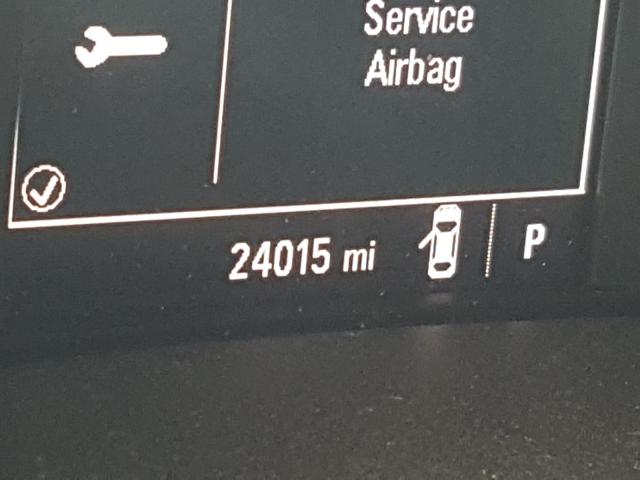 Service
Airbag
24015 mi P